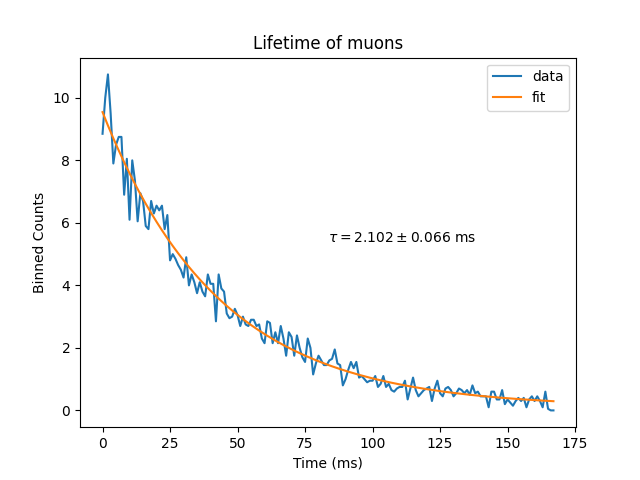 Lifetime of muons
data
fit
10
8
6
4
2
0
τ = 2.102 ± 0.066 ms
Binned Counts
0 25 50 75 100 125 150 175
Time (ms)